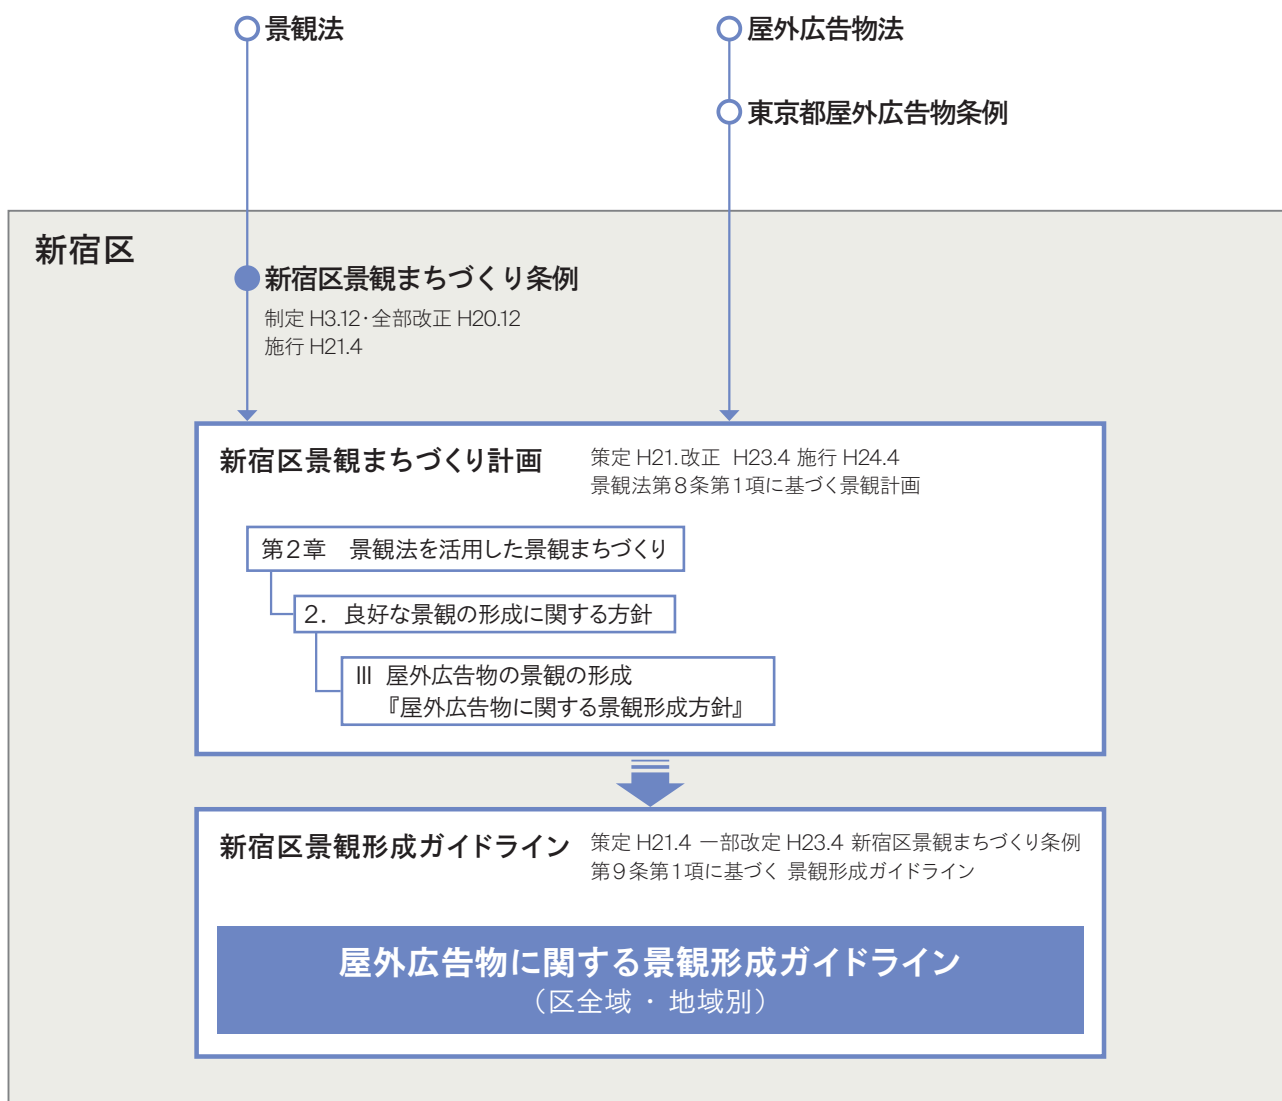 景観法
屋外広告物法
東京都屋外広告物条例
新宿区
新宿区景観まちづくり条例
制定 H3.12・全部改正 H20.12
施行 H21.4
新宿区景観まちづくり計画
策定 H21.改正 H23.4 施行 H24.4
景観法第8条第1項に基づく景観計画
第2章 景観法を活用した景観まちづくり
2. 良好な景観の形成に関する方針
Ⅲ 屋外広告物の景観の形成
『屋外広告物に関する景観形成方針』
新宿区景観形成ガイドライン
策定 H21.4 一部改定 H23.4 新宿区景観まちづくり条例
第9条第1項に基づく 景観形成ガイドライン
屋外広告物に関する景観形成ガイドライン
（区全域・地域別）